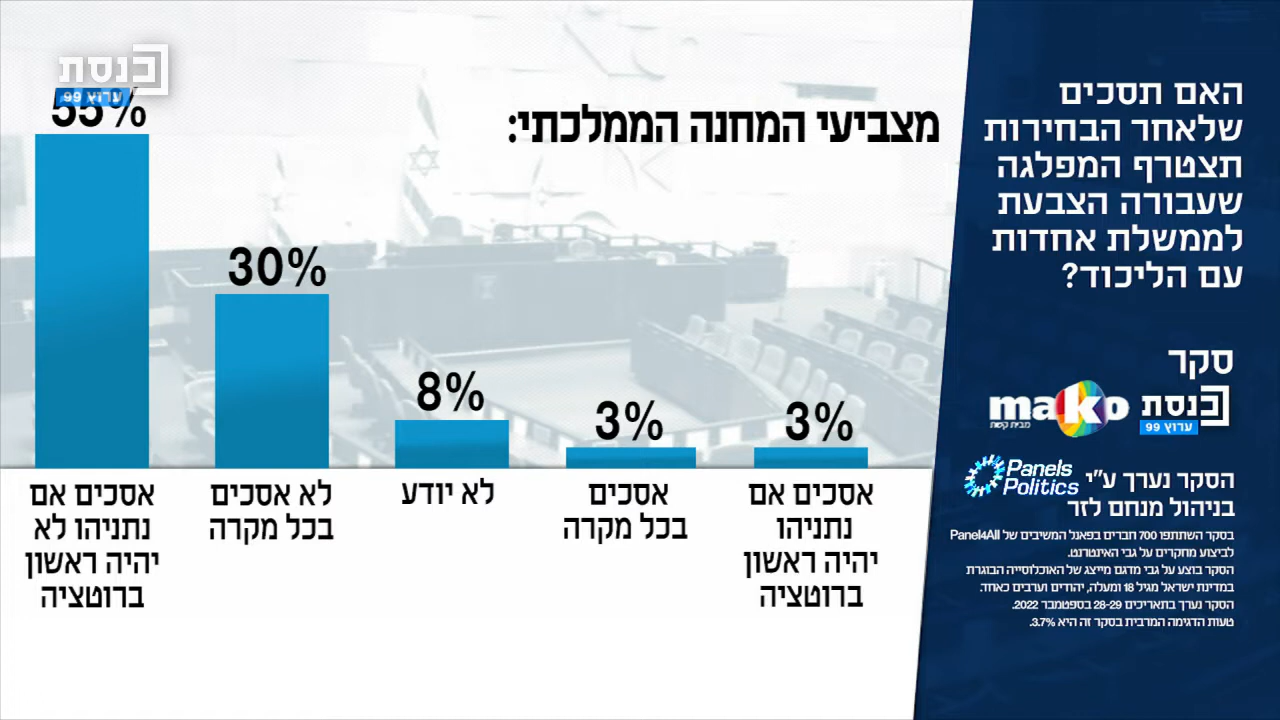 האם תסכים
שלאחר הבחירות
תצטרף המפלגה
שעבורה הצבעת
לממשלת אחדות
עם הליכוד?
סקר
כנסת
ערוץ 99
mako
מבית קשת
הסקר נערך ע"י Panels Politics
בניהול מנחם לזר
בסקר השתתפו 700 חברים בפאנל המשיבים של Panel4All
לביצוע מחקרים על גבי האינטרנט.
הסקר בוצע על גבי מדגם מייצג של האוכלוסייה הבוגרת
במדינת ישראל מגיל 18 ומעלה, יהודים וערבים כאחד.
הסקר נערך בתאריכים 28-29 בספטמבר 2022.
טעות הדגימה המרבית בסקר זה היא 3.7%.
מצביעי המחנה הממלכתי:
3%
אסכים אם
נתניהו
יהיה ראשון
ברוטציה
3%
אסכים
בכל מקרה
8%
לא יודע
30%
לא אסכים
בכל מקרה
55%
אסכים אם
נתניהו לא
יהיה ראשון
ברוטציה
כנסת
ערוץ 99